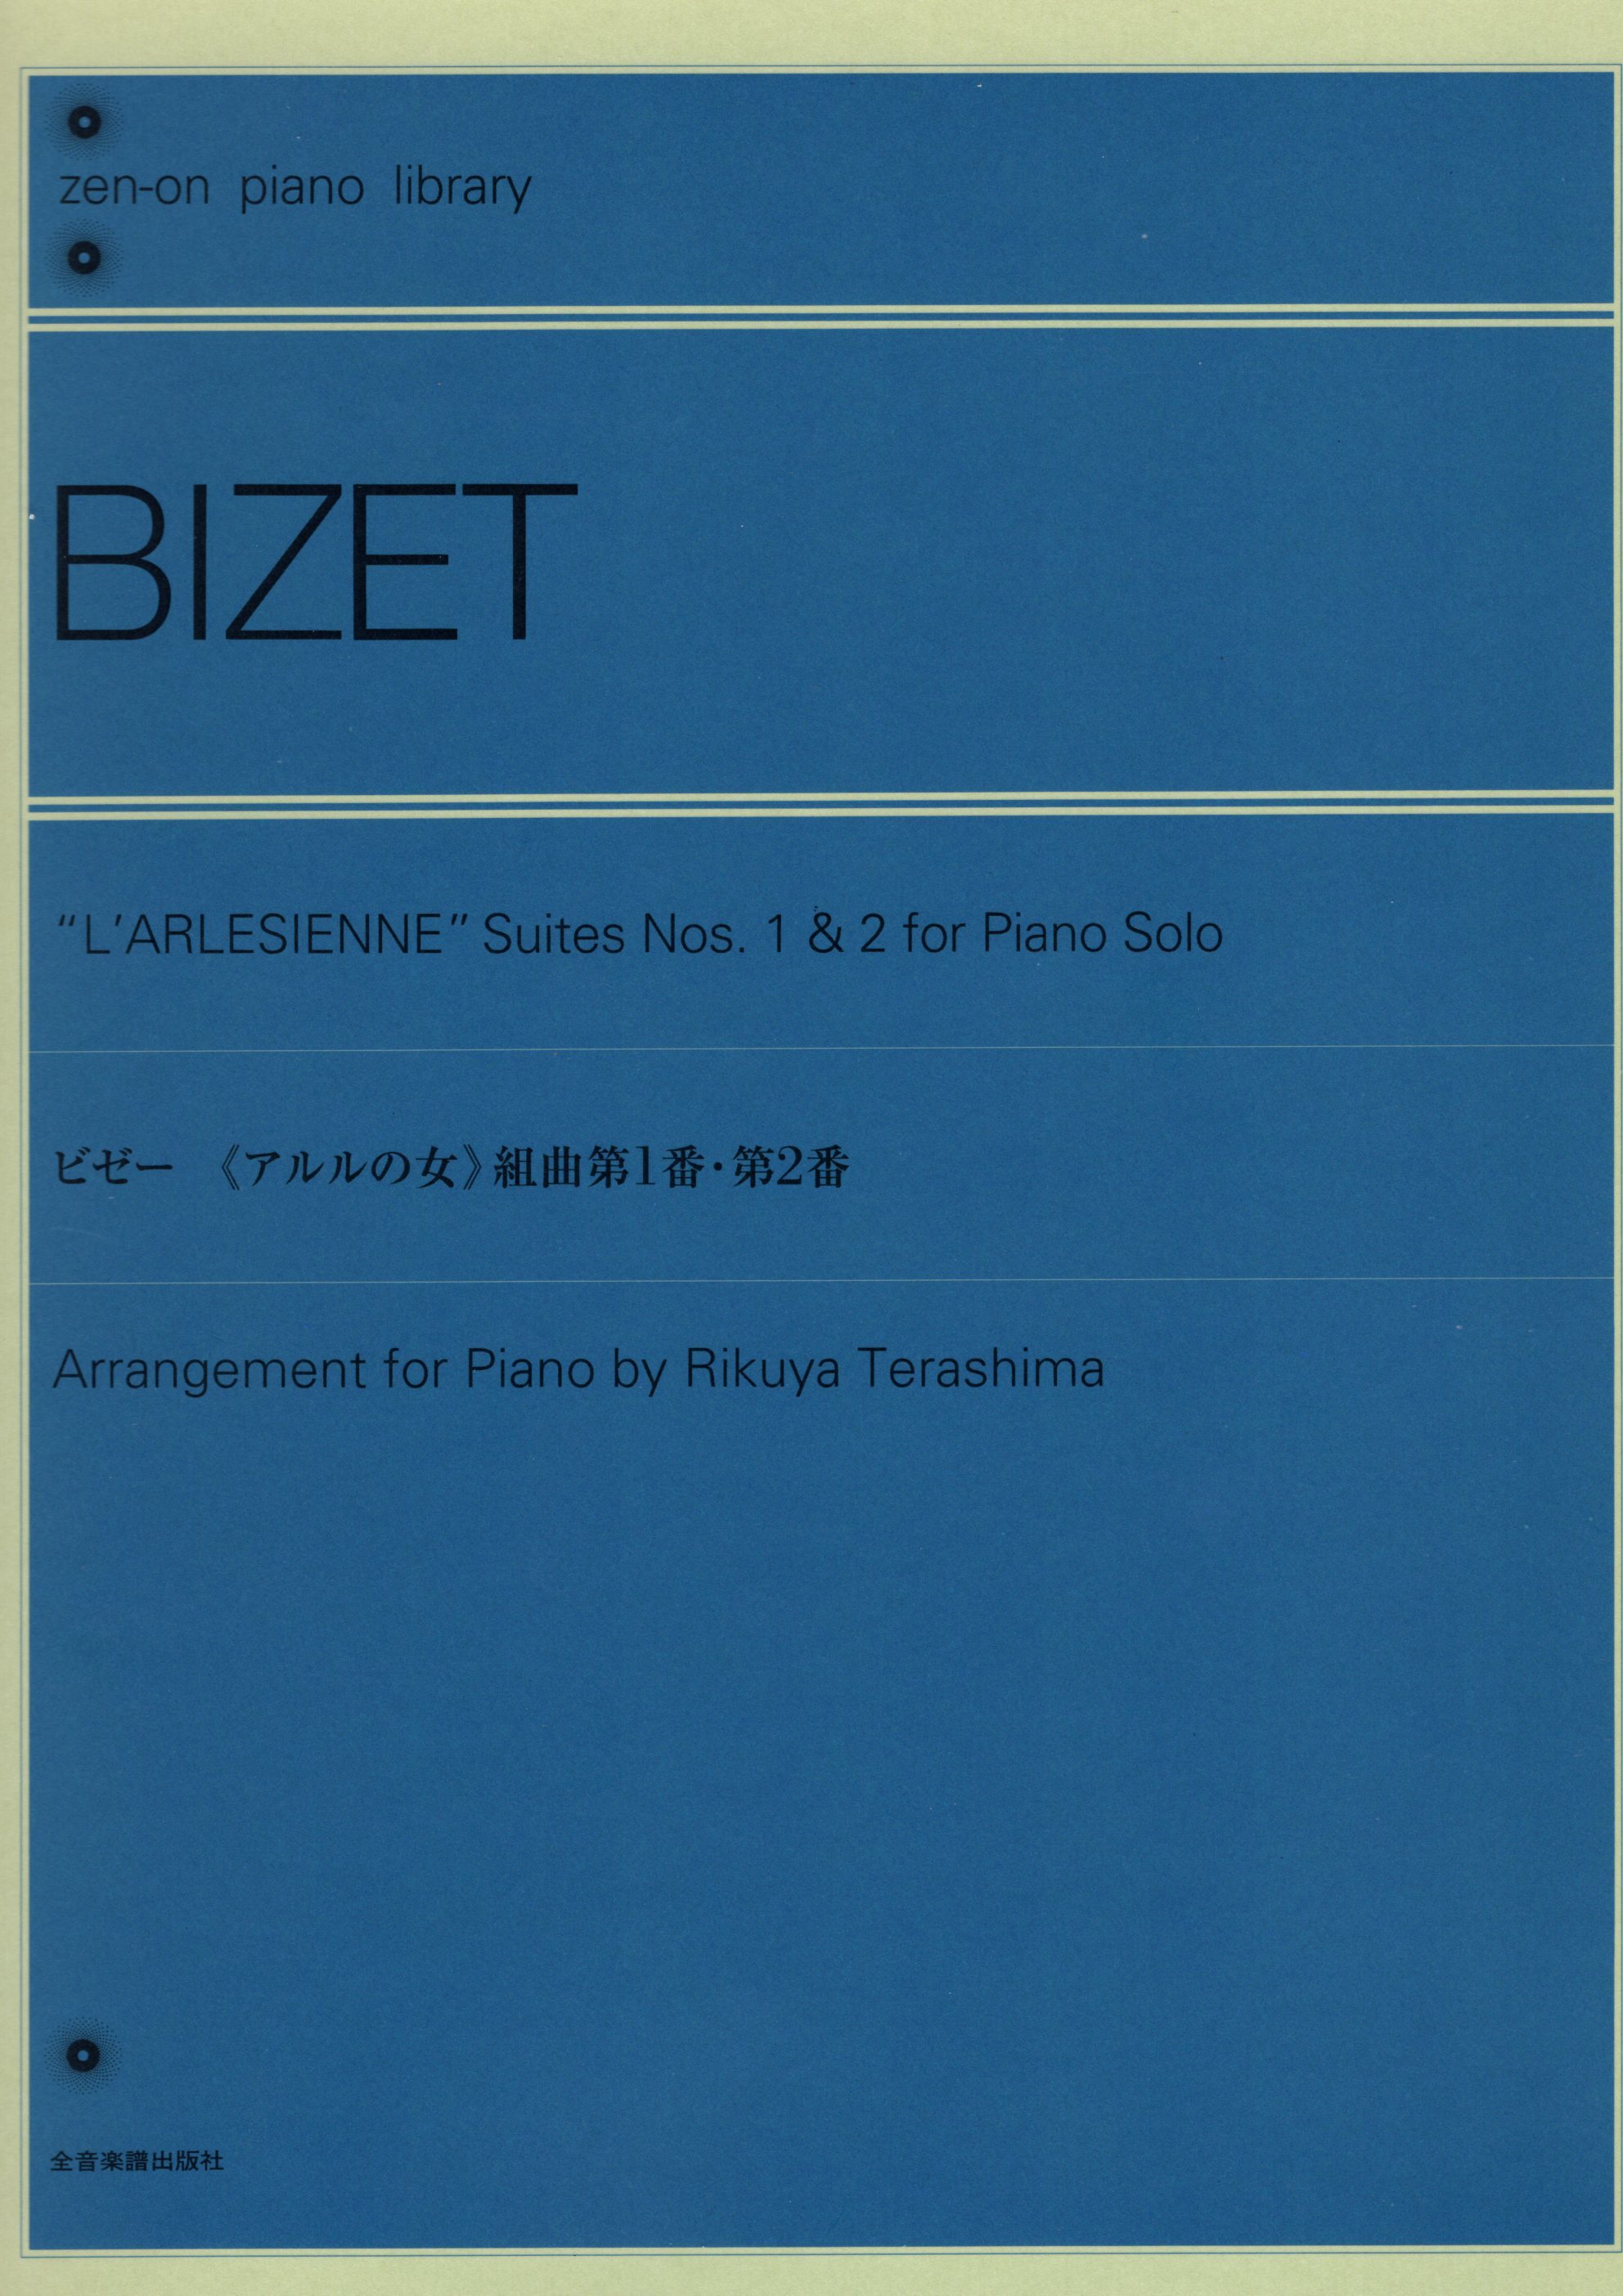 zen-on piano library
BIZET
“L’ARLESIENNE” Suites Nos. 1 & 2 for Piano Solo
ビゼー 《アルルの女》組曲第1番・第2番
Arrangement for Piano by Rikuya Terashima
全音楽譜出版社